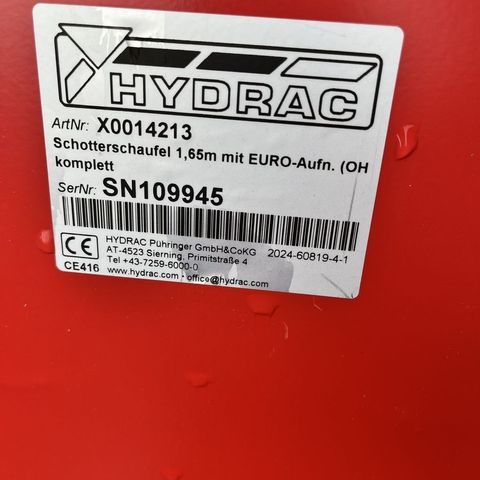 HYDRAC
ArtNr: X0014213
Schotterschaufel 1,65m mit EURO-Aufn. (OH
komplett
SerNr: SN109945
CE
CE416
HYDRAC Pühringer GmbH&CoKG
AT-4523 Sierning, Primitstraße 4
Tel +43-7259-6000-0
www.hydrac.com - office@hydrac.com
2024-60819-4-1